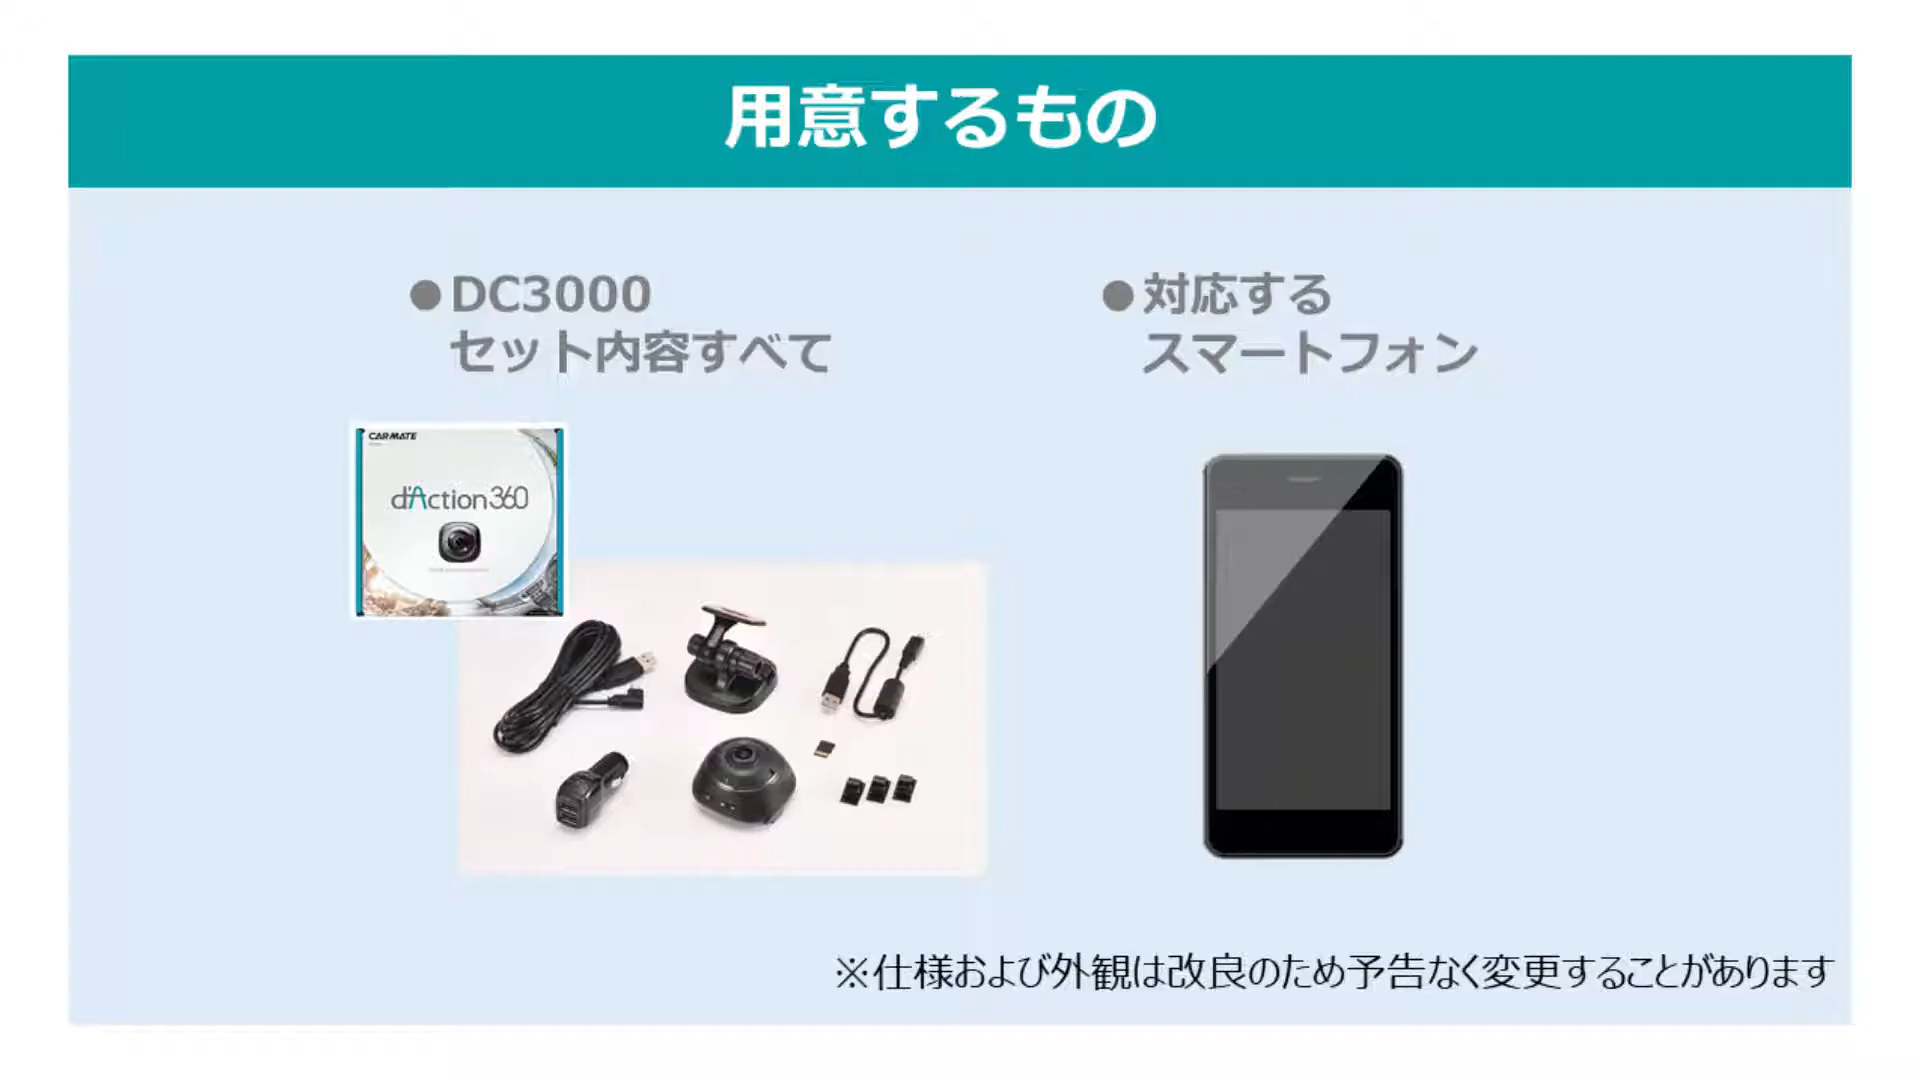 用意するもの
●DC3000
セット内容すべて
●対応する
スマートフォン
CARMATE
d'Action360
※仕様および外観は改良のため予告なく変更することがあります